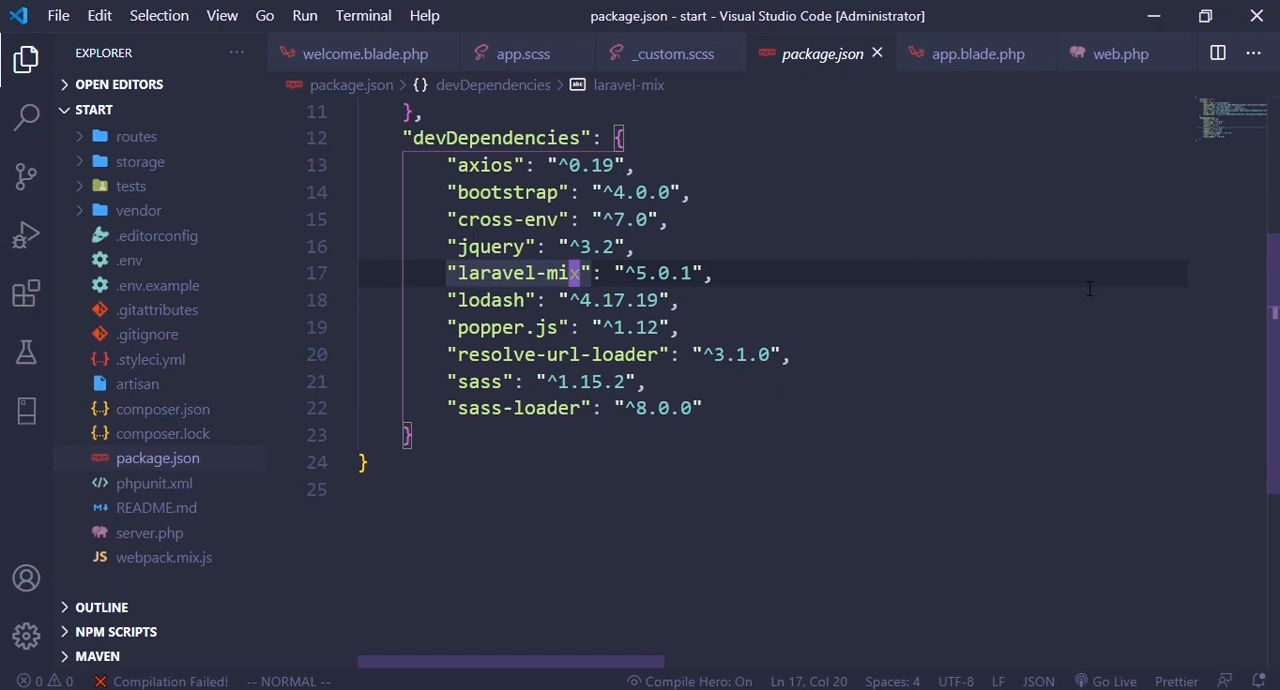 File Edit Selection View Go Run Terminal Help package.json - start - Visual Studio Code [Administrator]
EXPLORER ··· welcome.blade.php app.scss _custom.scss package.json app.blade.php web.php ···
OPEN EDITORS
START
routes
storage
tests
vendor
.editorconfig
.env
.env.example
.gitattributes
.gitignore
.styleci.yml
artisan
composer.json
composer.lock
package.json
phpunit.xml
README.md
server.php
JS webpack.mix.js
OUTLINE
NPM SCRIPTS
MAVEN
package.json > {} devDependencies > abc laravel-mix
11 },
12 "devDependencies": {
13 "axios": "^0.19",
14 "bootstrap": "^4.0.0",
15 "cross-env": "^7.0",
16 "jquery": "^3.2",
17 "laravel-mix": "^5.0.1",
18 "lodash": "^4.17.19",
19 "popper.js": "^1.12",
20 "resolve-url-loader": "^3.1.0",
21 "sass": "^1.15.2",
22 "sass-loader": "^8.0.0"
23 }
24 }
25
0 0 Compilation Failed! -- NORMAL -- Compile Hero: On Ln 17, Col 20 Spaces: 4 UTF-8 LF JSON Go Live Prettier